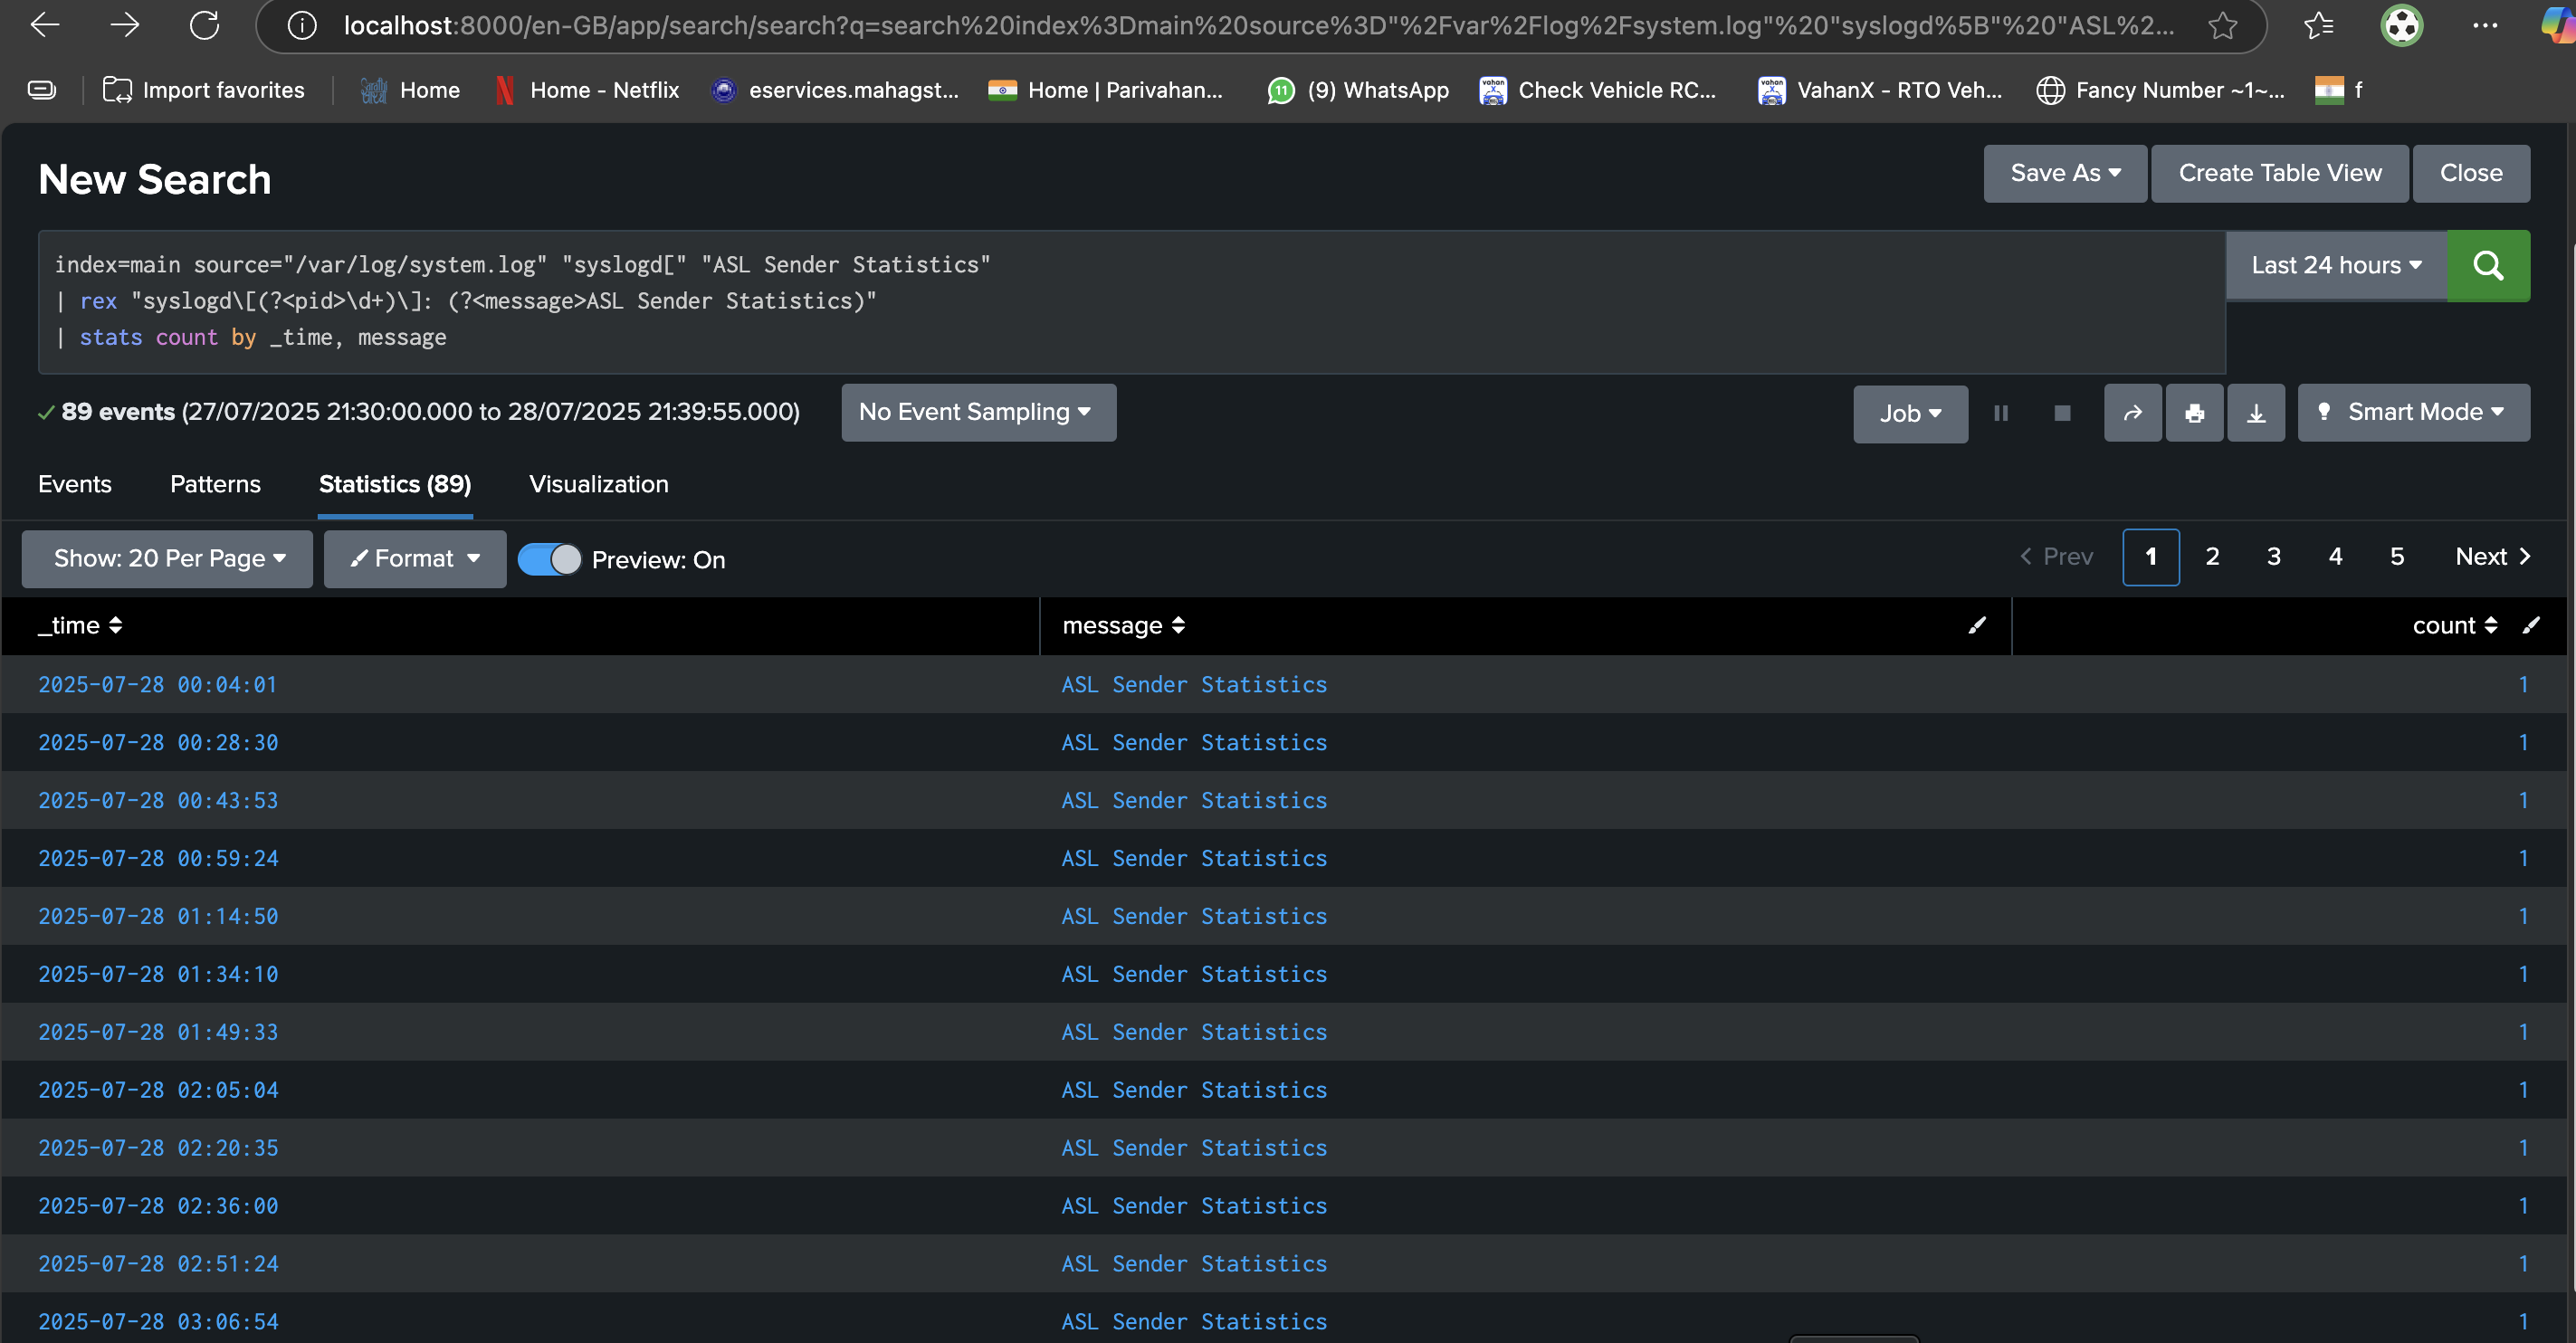 localhost:8000/en-GB/app/search/search?q=search%20index%3Dmain%20source%3D"%2Fvar%2Flog%2Fsystem.log"%20"syslogd%5B"%20"ASL%2...
Import favorites Home Home - Netflix eservices.mahagst... Home | Parivahan... 11 (9) WhatsApp vahan X Check Vehicle RC... vahan X VahanX - RTO Veh... Fancy Number ~1~... f
New Search
Save As Create Table View Close
index=main source="/var/log/system.log" "syslogd[" "ASL Sender Statistics"
| rex "syslogd\[(?<pid>\d+)\]: (?<message>ASL Sender Statistics)"
| stats count by _time, message
Last 24 hours
89 events (27/07/2025 21:30:00.000 to 28/07/2025 21:39:55.000) No Event Sampling Job Smart Mode
Events Patterns Statistics (89) Visualization
Show: 20 Per Page Format Preview: On Prev 1 2 3 4 5 Next
_time message count
2025-07-28 00:04:01 ASL Sender Statistics 1
2025-07-28 00:28:30 ASL Sender Statistics 1
2025-07-28 00:43:53 ASL Sender Statistics 1
2025-07-28 00:59:24 ASL Sender Statistics 1
2025-07-28 01:14:50 ASL Sender Statistics 1
2025-07-28 01:34:10 ASL Sender Statistics 1
2025-07-28 01:49:33 ASL Sender Statistics 1
2025-07-28 02:05:04 ASL Sender Statistics 1
2025-07-28 02:20:35 ASL Sender Statistics 1
2025-07-28 02:36:00 ASL Sender Statistics 1
2025-07-28 02:51:24 ASL Sender Statistics 1
2025-07-28 03:06:54 ASL Sender Statistics 1